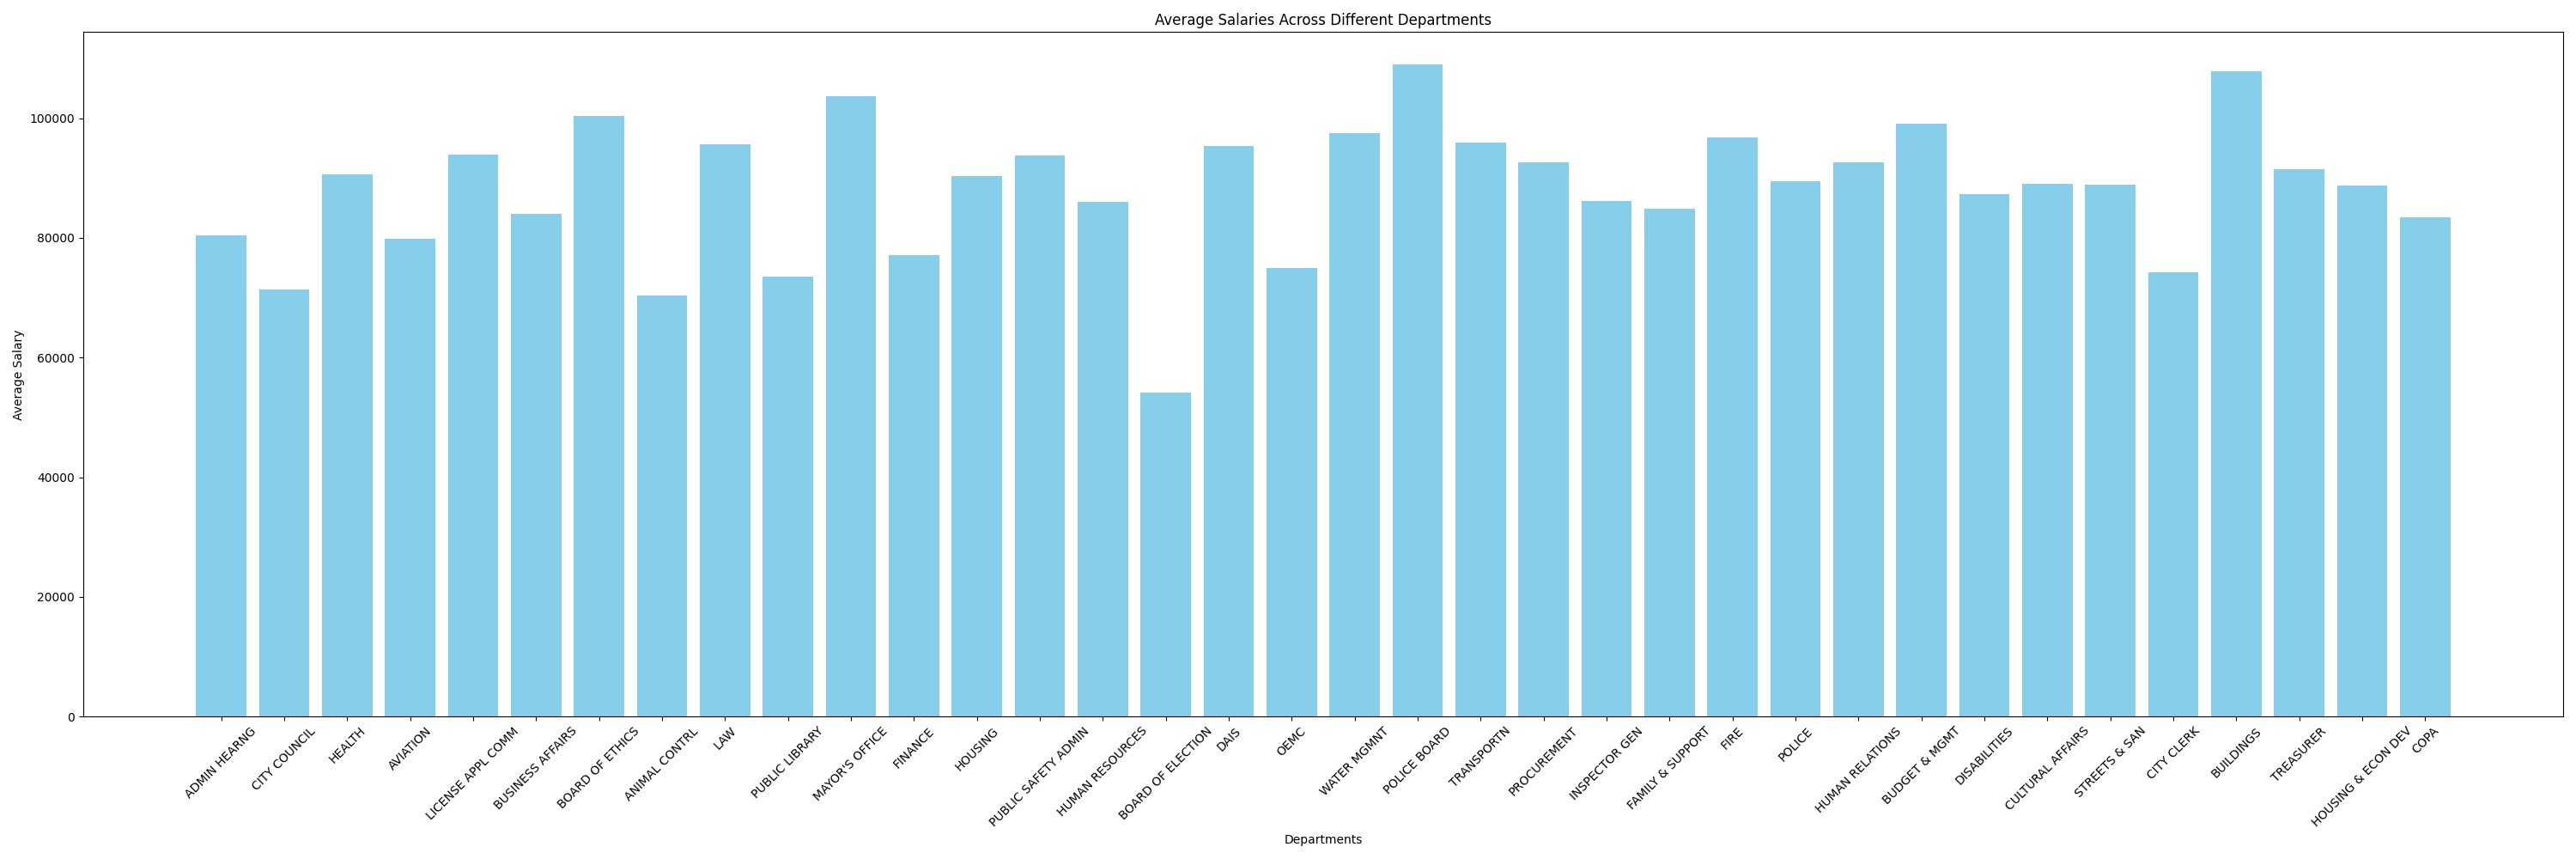 Average Salaries Across Different Departments
Average Salary
100000
80000
60000
40000
20000
0
ADMIN HEARNG
CITY COUNCIL
HEALTH
AVIATION
LICENSE APPL COMM
BUSINESS AFFAIRS
BOARD OF ETHICS
ANIMAL CONTRL
LAW
PUBLIC LIBRARY
MAYOR'S OFFICE
FINANCE
HOUSING
PUBLIC SAFETY ADMIN
HUMAN RESOURCES
BOARD OF ELECTION
DAIS
OEMC
WATER MGMNT
POLICE BOARD
TRANSPORTN
PROCUREMENT
INSPECTOR GEN
FAMILY & SUPPORT
FIRE
POLICE
HUMAN RELATIONS
BUDGET & MGMT
DISABILITIES
CULTURAL AFFAIRS
STREETS & SAN
CITY CLERK
BUILDINGS
TREASURER
HOUSING & ECON DEV
COPA
Departments